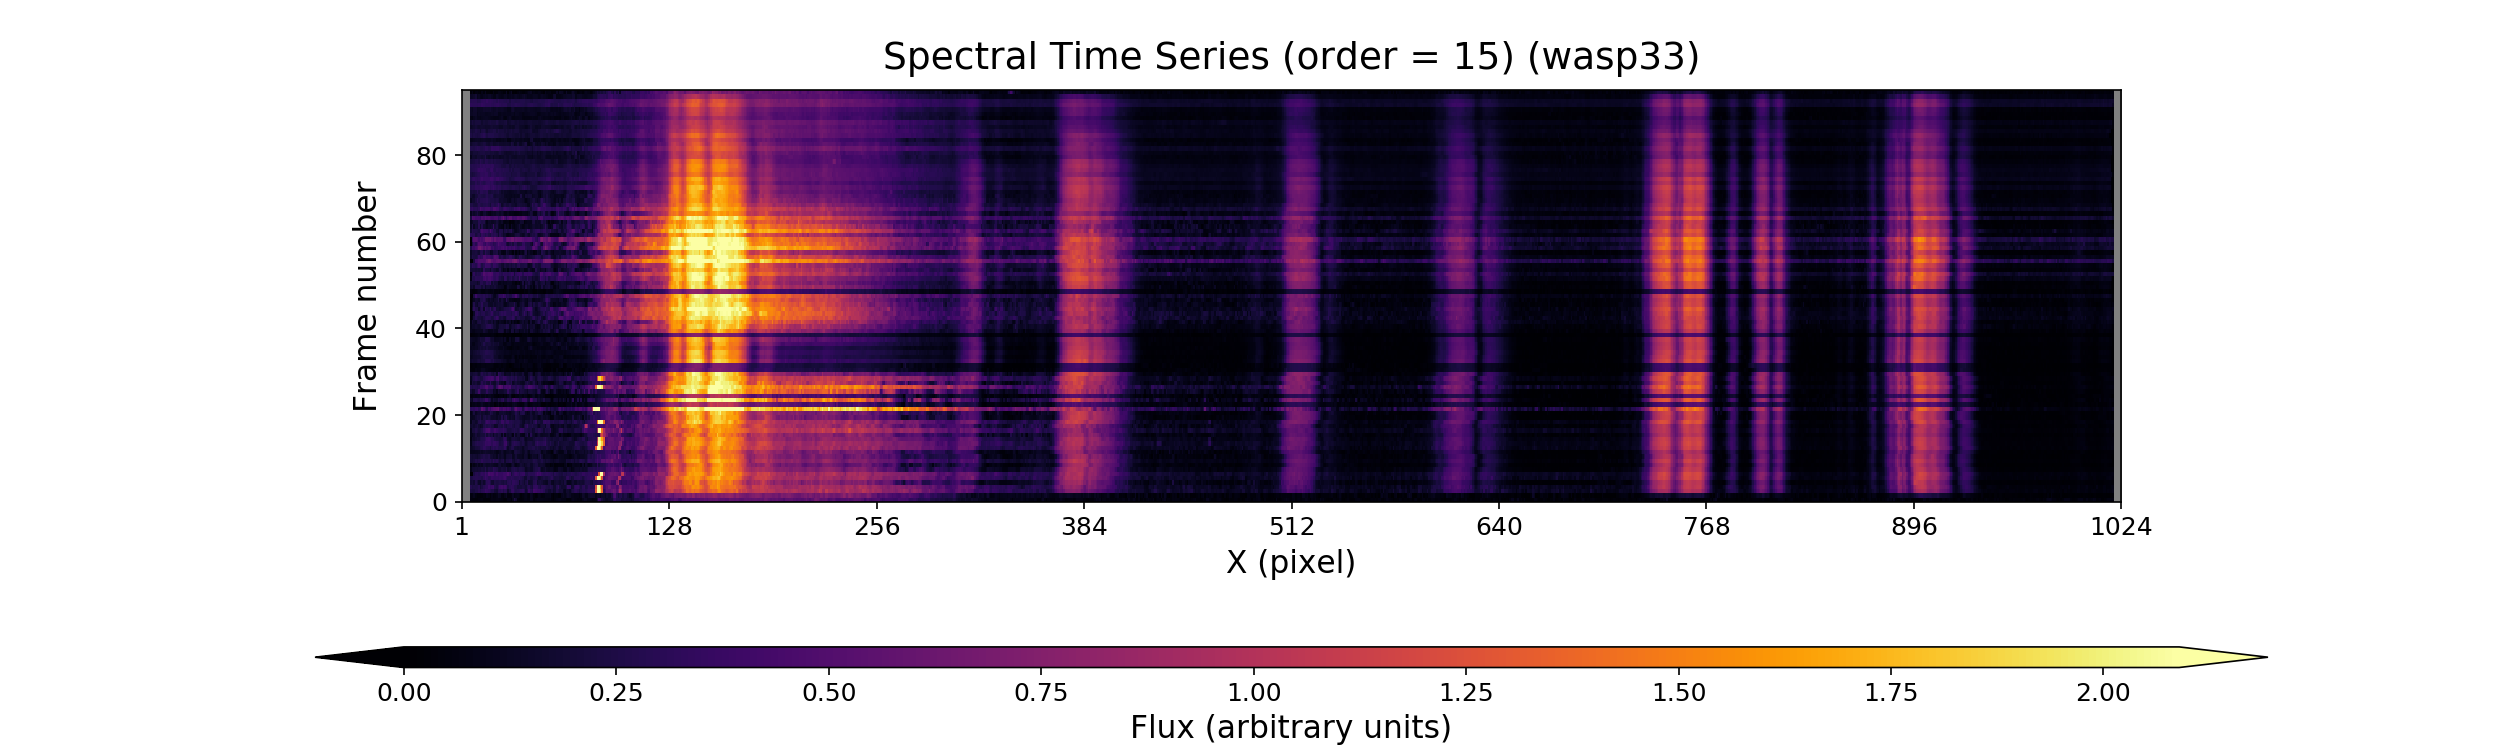 Spectral Time Series (order = 15) (wasp33)
Frame number
80
60
40
20
0
1 128 256 384 512 640 768 896 1024
X (pixel)
0.00 0.25 0.50 0.75 1.00 1.25 1.50 1.75 2.00
Flux (arbitrary units)